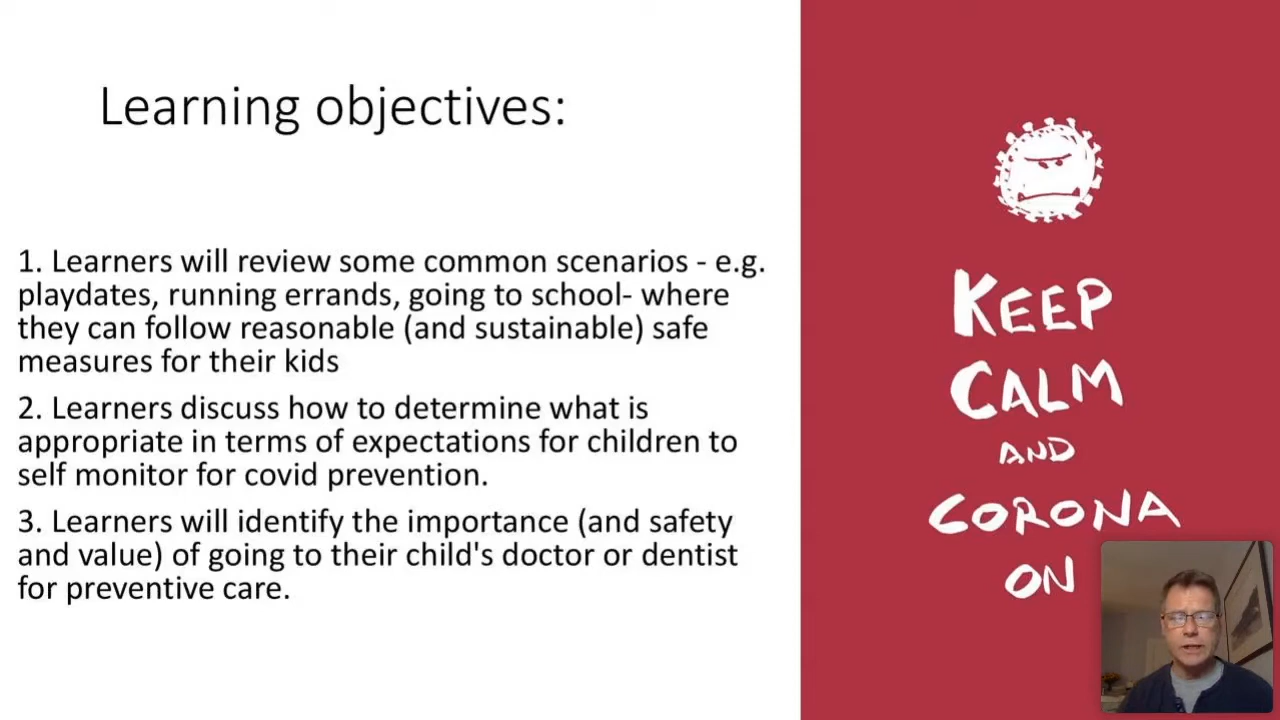 Learning objectives:
1. Learners will review some common scenarios - e.g.
playdates, running errands, going to school- where
they can follow reasonable (and sustainable) safe
measures for their kids
2. Learners discuss how to determine what is
appropriate in terms of expectations for children to
self monitor for covid prevention.
3. Learners will identify the importance (and safety
and value) of going to their child's doctor or dentist
for preventive care.
KEEP
CALM
AND
CORONA
ON